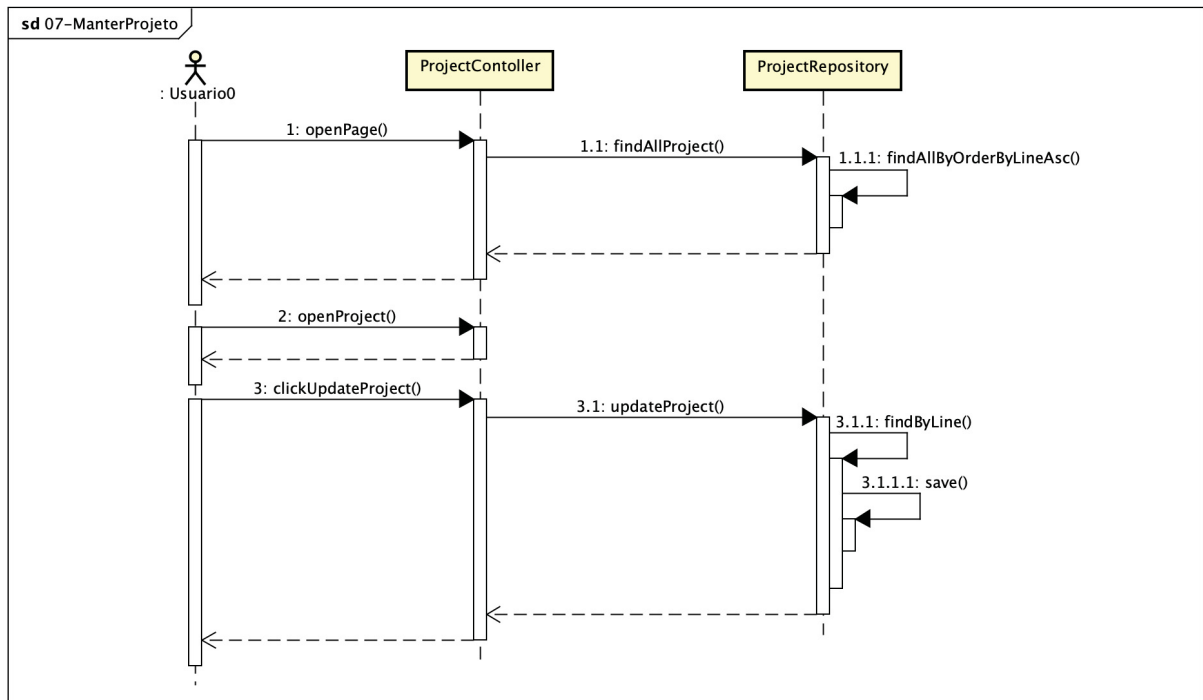 sd 07-ManterProjeto
: Usuario0
ProjectContoller
ProjectRepository
1: openPage()
1.1: findAllProject()
1.1.1: findAllByOrderByLineAsc()
2: openProject()
3: clickUpdateProject()
3.1: updateProject()
3.1.1: findByLine()
3.1.1.1: save()